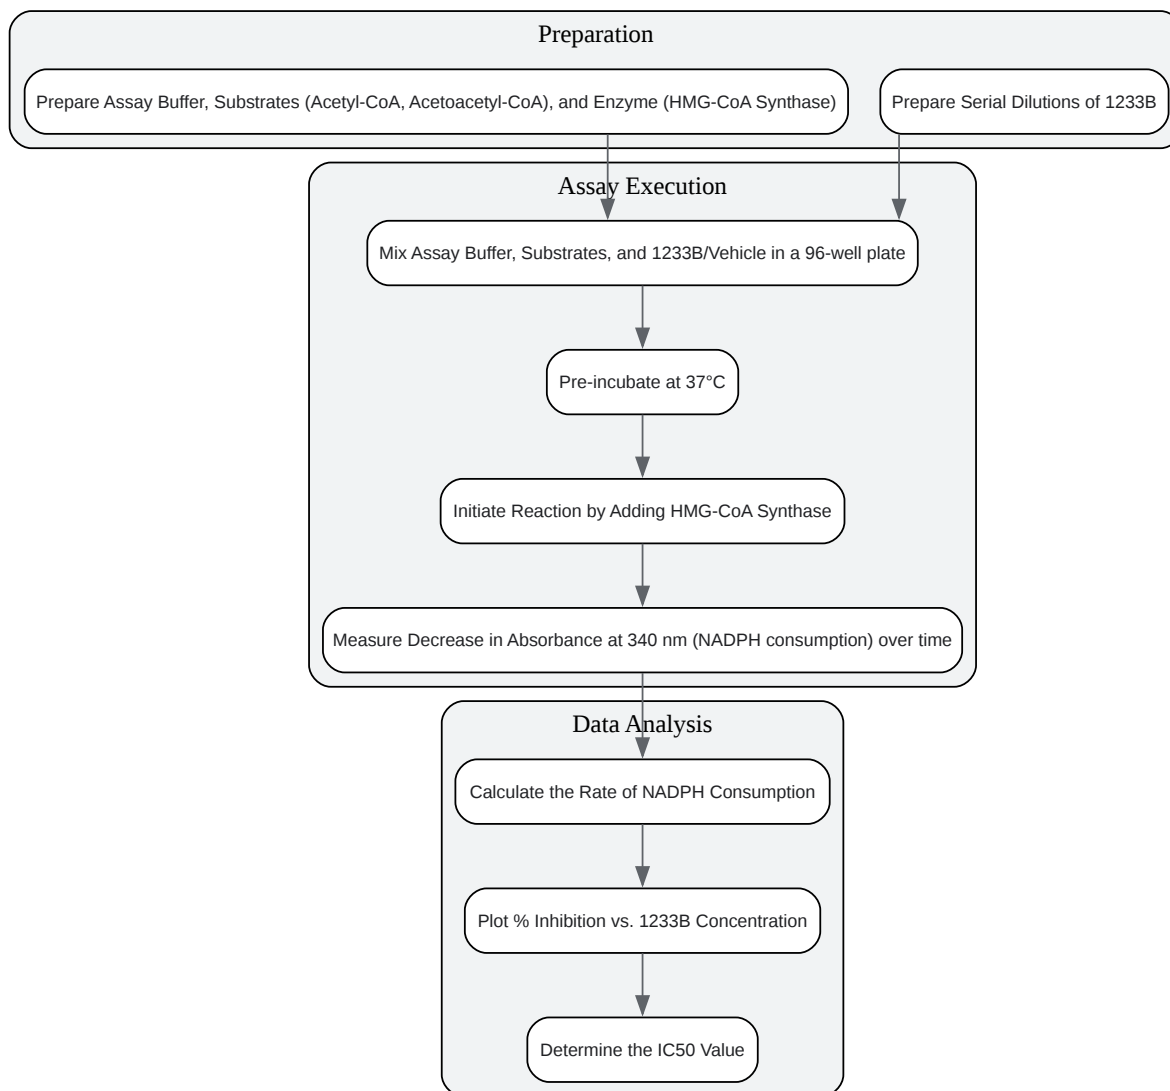 Preparation
Prepare Assay Buffer, Substrates (Acetyl-CoA, Acetoacetyl-CoA), and Enzyme (HMG-CoA Synthase)
Prepare Serial Dilutions of 1233B
Assay Execution
Mix Assay Buffer, Substrates, and 1233B/Vehicle in a 96-well plate
Pre-incubate at 37°C
Initiate Reaction by Adding HMG-CoA Synthase
Measure Decrease in Absorbance at 340 nm (NADPH consumption) over time
Data Analysis
Calculate the Rate of NADPH Consumption
Plot % Inhibition vs. 1233B Concentration
Determine the IC50 Value